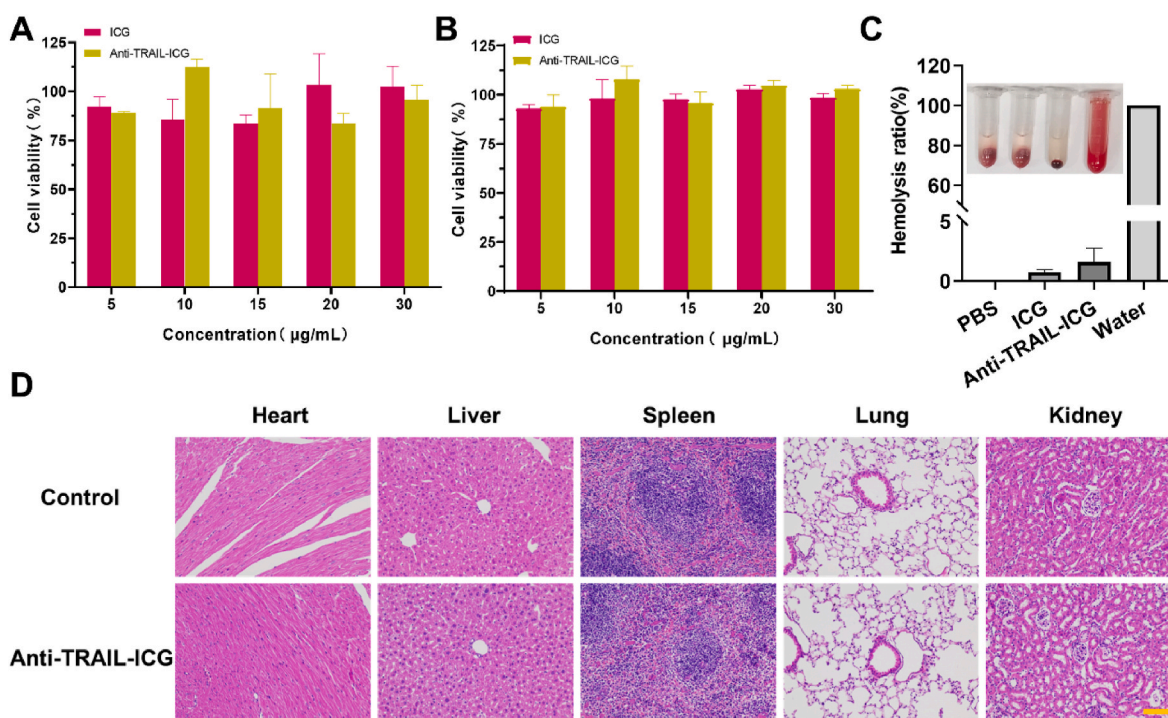 A
ICG
Anti-TRAIL-ICG
Cell viability( %)
125
100
75
50
25
0
5 10 15 20 30
Concentration( μg/mL)
B
ICG
Anti-TRAIL-ICG
Cell viability( %)
125
100
75
50
25
0
5 10 15 20 30
Concentration( μg/mL)
C
Hemolysis ratio(%)
120
100
80
60
5
0
PBS
ICG
Anti-TRAIL-ICG
Water
D
Heart Liver Spleen Lung Kidney
Control
Anti-TRAIL-ICG